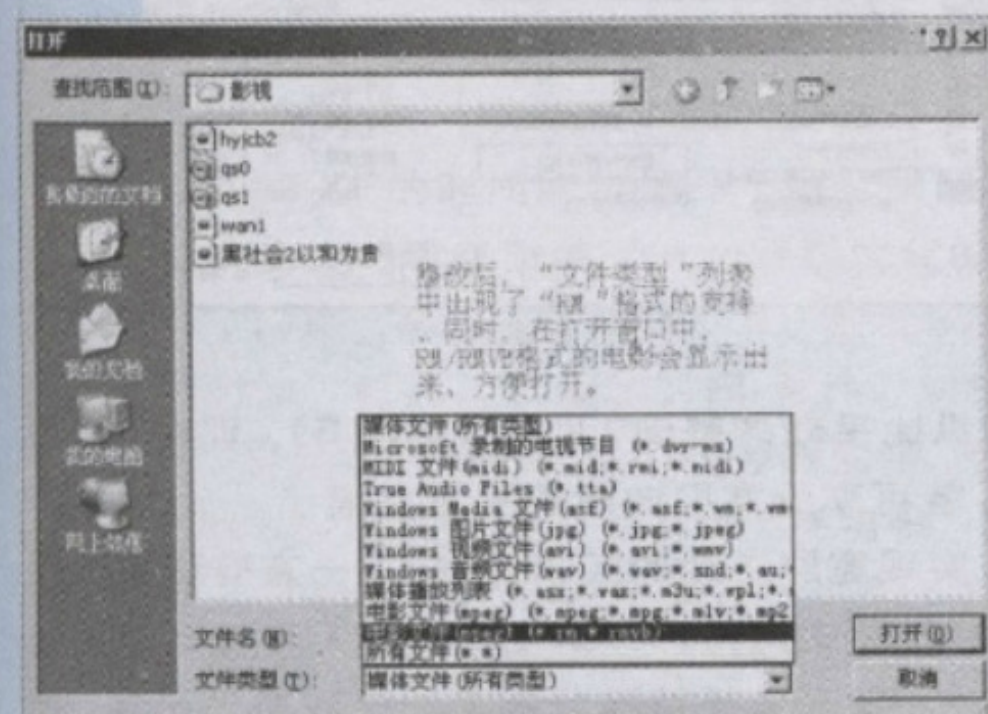 打开
查找范围(I):
影视
hyjcb2
qs0
qs1
wan1
黑社会2以和为贵
桌面
我的文档
我的电脑
网上邻居
修改后,“文件类型”列表
中出现了“RM”格式的支持
、同时,在打开窗口中,
RM/RMVB格式的电影会显示出
来、方便打开。
媒体文件(所有类型)
Microsoft 录制的电视节目 (*.dvr-ms)
MIDI 文件(midi) (*.mid;*.rmi;*.midi)
True Audio Files (*.tta)
Windows Media 文件(asf) (*.asf;*.wm;*.wm
Windows 图片文件(jpg) (*.jpg;*.jpeg)
Windows 视频文件(avi) (*.avi;*.wmv)
Windows 音频文件(wav) (*.wav;*.snd;*.au;
媒体播放列表 (*.asx;*.wax;*.m3u;*.wpl;*.
电影文件(mpeg) (*.mpeg;*.mpg;*.m1v;*.mp2
电影文件(mpeg) (*.rm;*.rmvb)
所有文件(*.*)
文件名(N):
打开(O)
文件类型(T):
媒体文件(所有类型)
取消